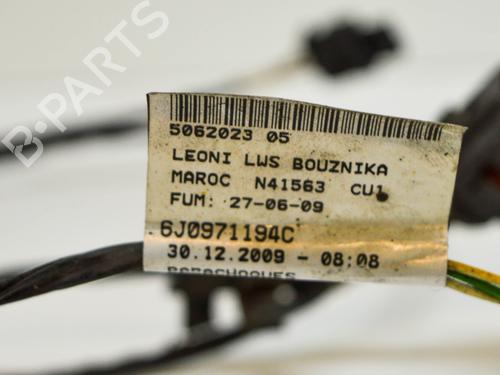 B-PARTS
5062023 05
LEONI LWS BOUZNIKA
MAROC N41563 CU1
FUM: 27-06-09
6J0971194C
30.12.2009 - 08:08
PARACHOQUES